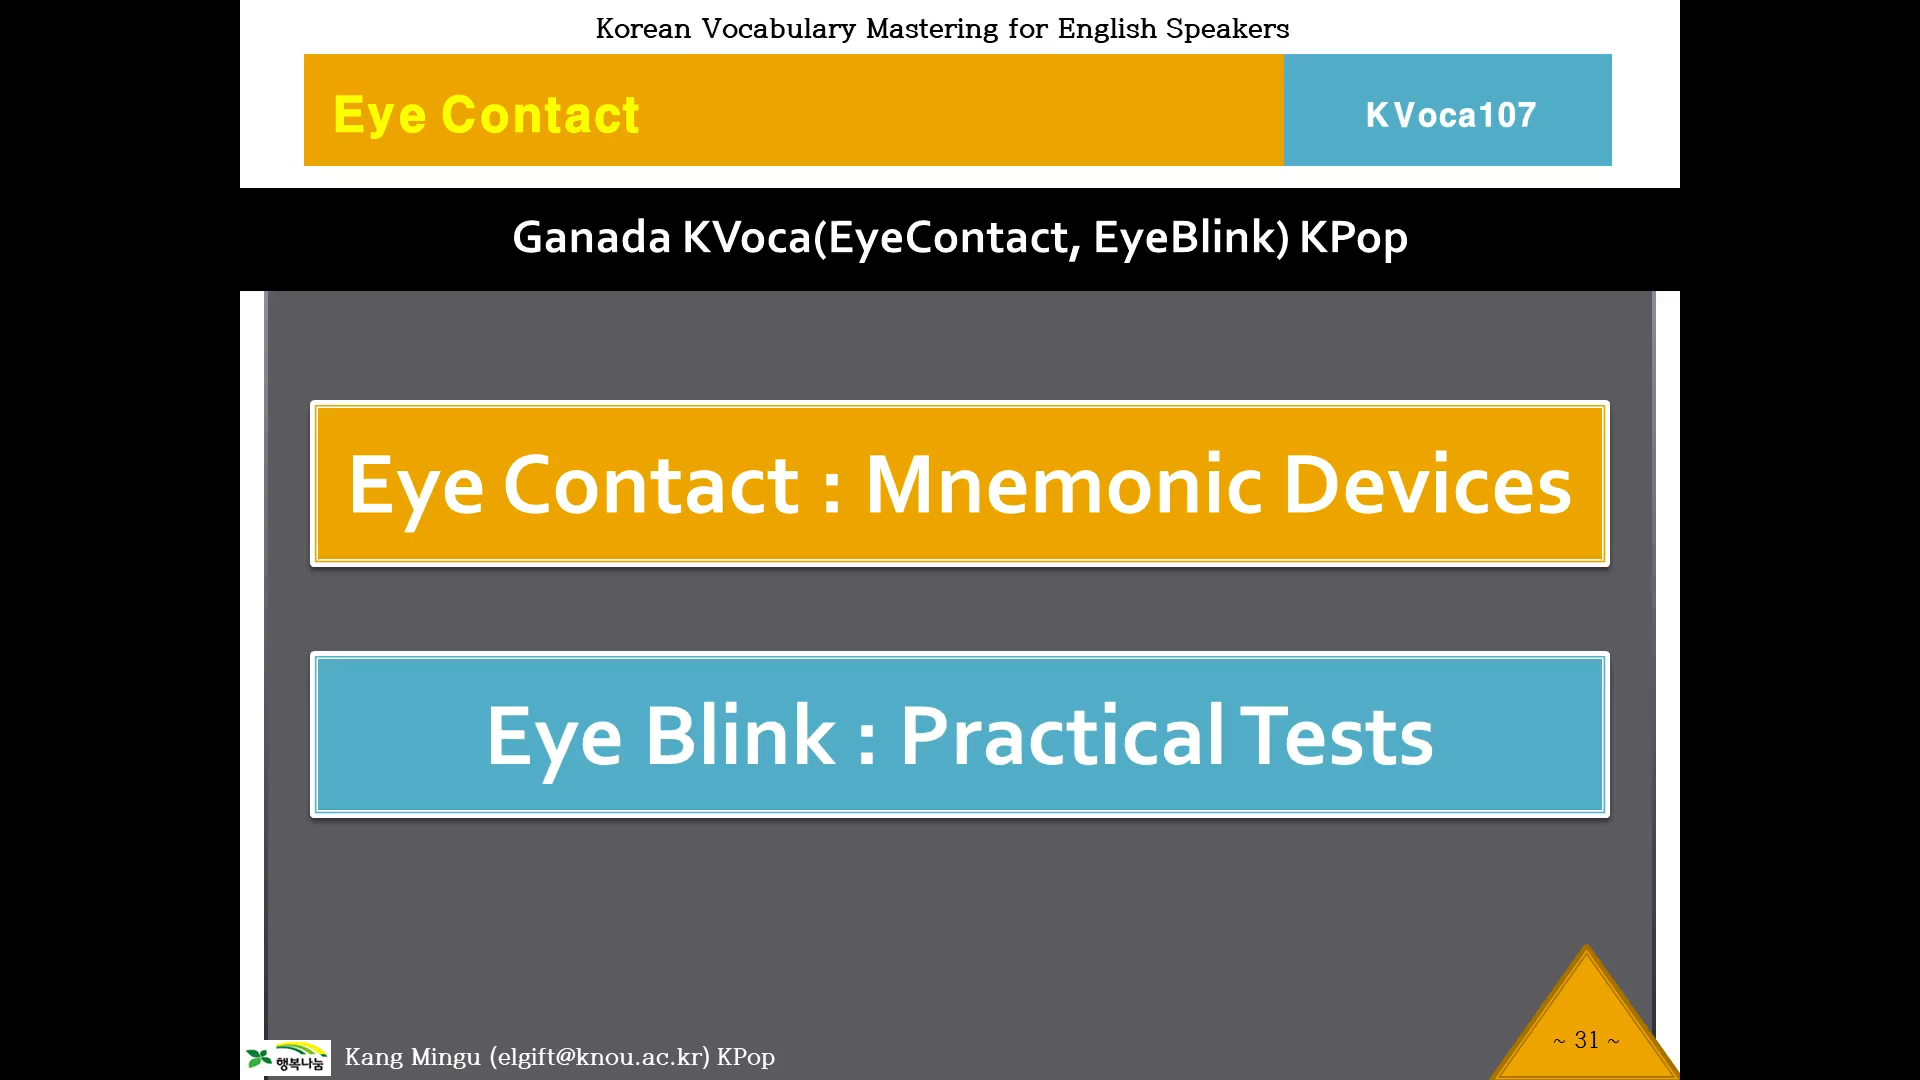 Korean Vocabulary Mastering for English Speakers
Eye Contact
KVoca107
Ganada KVoca(EyeContact, EyeBlink) KPop
Eye Contact : Mnemonic Devices
Eye Blink : Practical Tests
행복나눔
Kang Mingu (elgift@knou.ac.kr) KPop
~ 31 ~